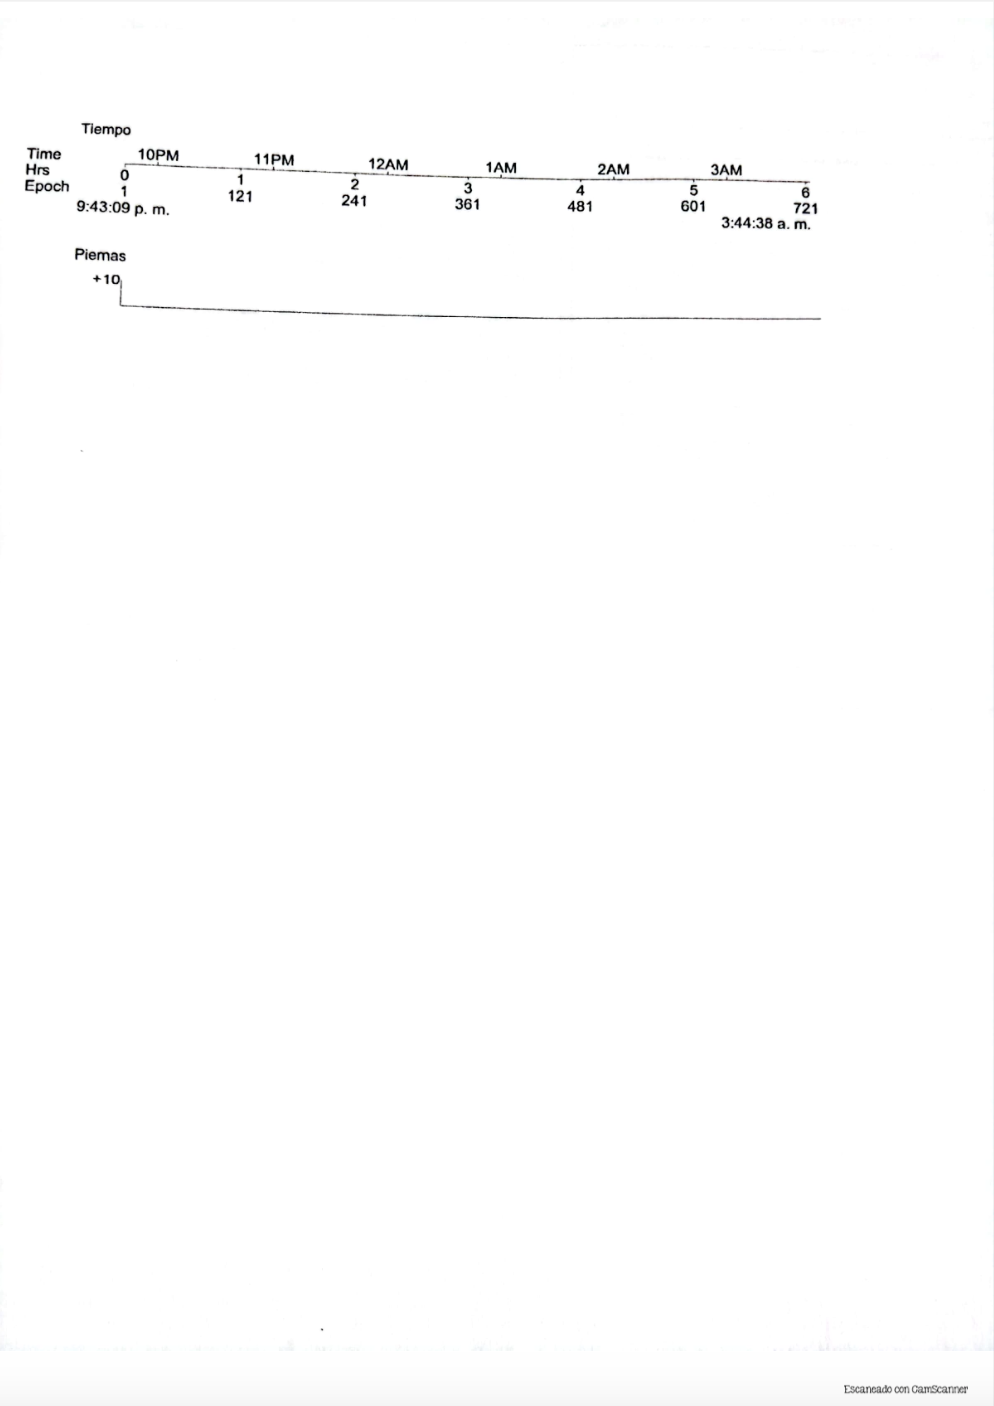 Tiempo
Time 10PM 11PM 12AM 1AM 2AM 3AM
Hrs 0 1 2 3 4 5 6
Epoch 1 121 241 361 481 601 721
9:43:09 p. m. 3:44:38 a. m.
Piernas
+10
Escaneado con CamScanner